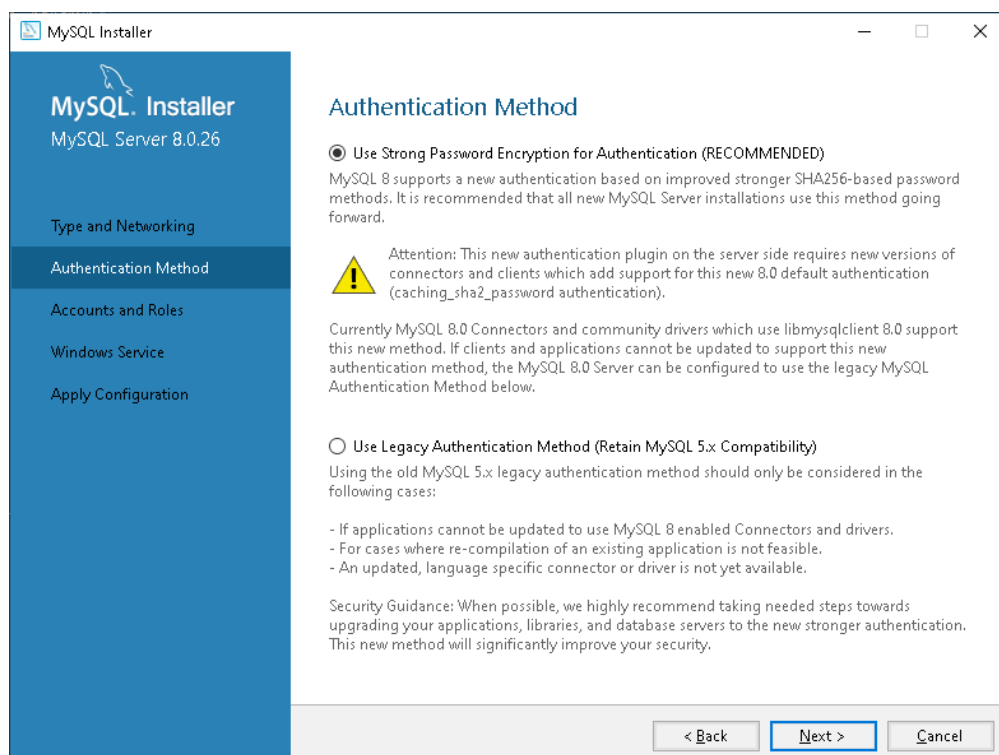 MySQL Installer
MySQL. Installer
MySQL Server 8.0.26
Type and Networking
Authentication Method
Accounts and Roles
Windows Service
Apply Configuration
Authentication Method
Use Strong Password Encryption for Authentication (RECOMMENDED)
MySQL 8 supports a new authentication based on improved stronger SHA256-based password
methods. It is recommended that all new MySQL Server installations use this method going
forward.
Attention: This new authentication plugin on the server side requires new versions of
connectors and clients which add support for this new 8.0 default authentication
(caching_sha2_password authentication).
Currently MySQL 8.0 Connectors and community drivers which use libmysqlclient 8.0 support
this new method. If clients and applications cannot be updated to support this new
authentication method, the MySQL 8.0 Server can be configured to use the legacy MySQL
Authentication Method below.
Use Legacy Authentication Method (Retain MySQL 5.x Compatibility)
Using the old MySQL 5.x legacy authentication method should only be considered in the
following cases:
- If applications cannot be updated to use MySQL 8 enabled Connectors and drivers.
- For cases where re-compilation of an existing application is not feasible.
- An updated, language specific connector or driver is not yet available.
Security Guidance: When possible, we highly recommend taking needed steps towards
upgrading your applications, libraries, and database servers to the new stronger authentication.
This new method will significantly improve your security.
< Back
Next >
Cancel